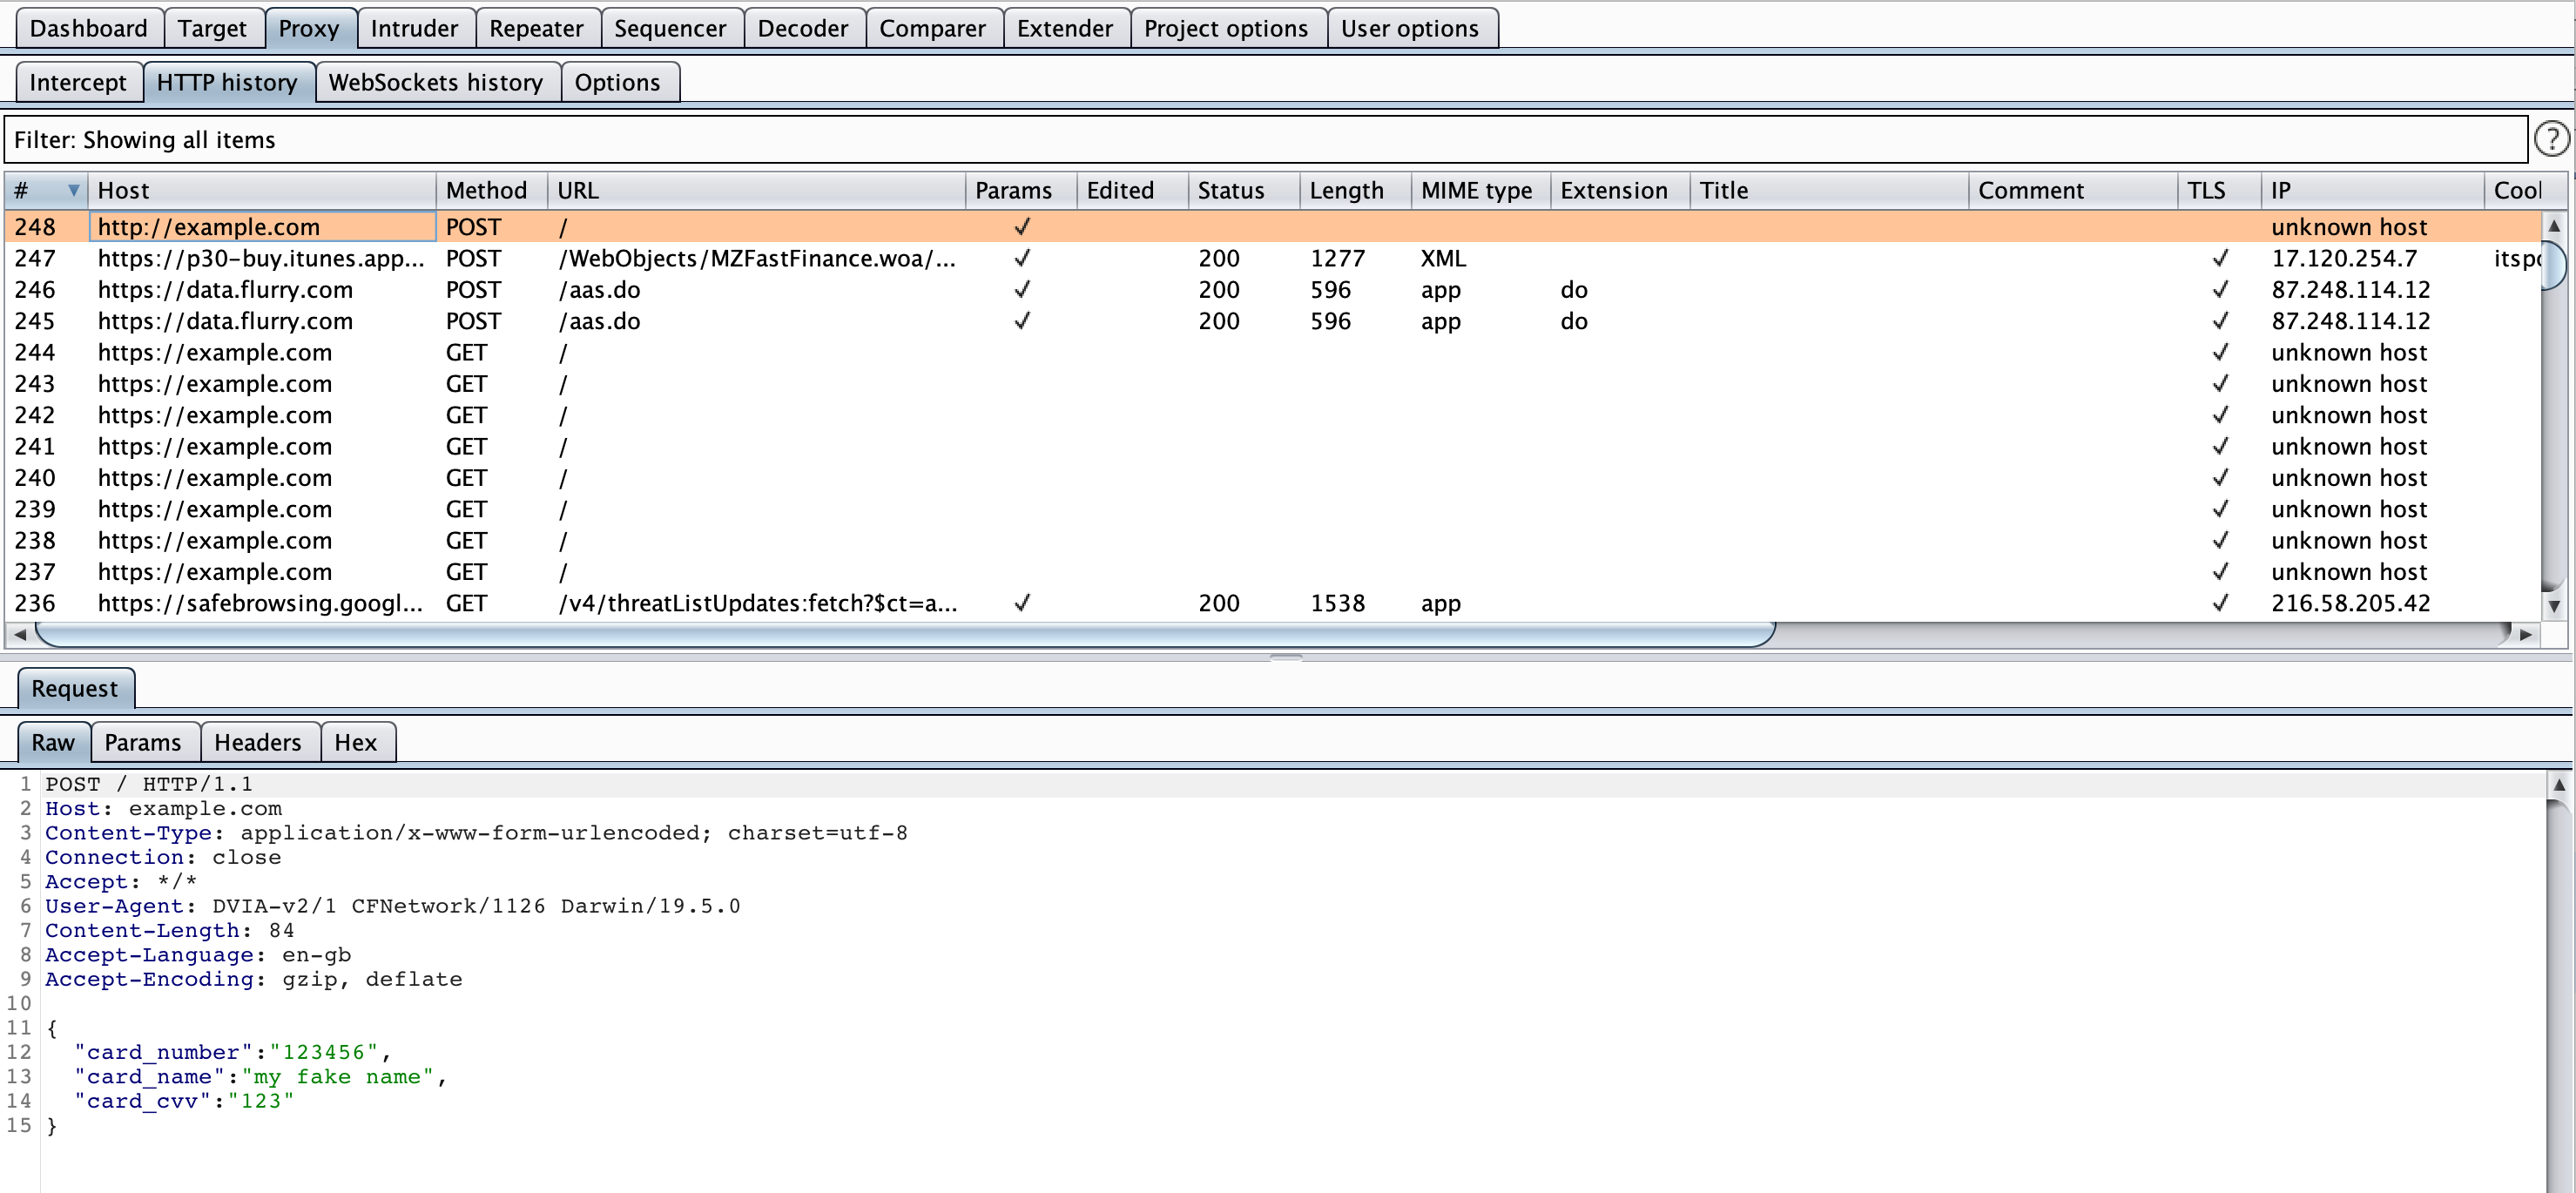 Dashboard Target Proxy Intruder Repeater Sequencer Decoder Comparer Extender Project options User options
Intercept HTTP history WebSockets history Options
Filter: Showing all items ?
# Host Method URL Params Edited Status Length MIME type Extension Title Comment TLS IP Cool
248 http://example.com POST / ✓ unknown host
247 https://p30-buy.itunes.app... POST /WebObjects/MZFastFinance.woa/... ✓ 200 1277 XML ✓ 17.120.254.7 itspo
246 https://data.flurry.com POST /aas.do ✓ 200 596 app do ✓ 87.248.114.12
245 https://data.flurry.com POST /aas.do ✓ 200 596 app do ✓ 87.248.114.12
244 https://example.com GET / ✓ unknown host
243 https://example.com GET / ✓ unknown host
242 https://example.com GET / ✓ unknown host
241 https://example.com GET / ✓ unknown host
240 https://example.com GET / ✓ unknown host
239 https://example.com GET / ✓ unknown host
238 https://example.com GET / ✓ unknown host
237 https://example.com GET / ✓ unknown host
236 https://safebrowsing.googl... GET /v4/threatListUpdates:fetch?$ct=a... ✓ 200 1538 app ✓ 216.58.205.42
Request
Raw Params Headers Hex
1 POST / HTTP/1.1
2 Host: example.com
3 Content-Type: application/x-www-form-urlencoded; charset=utf-8
4 Connection: close
5 Accept: */*
6 User-Agent: DVIA-v2/1 CFNetwork/1126 Darwin/19.5.0
7 Content-Length: 84
8 Accept-Language: en-gb
9 Accept-Encoding: gzip, deflate
10
11 {
12 "card_number":"123456",
13 "card_name":"my fake name",
14 "card_cvv":"123"
15 }